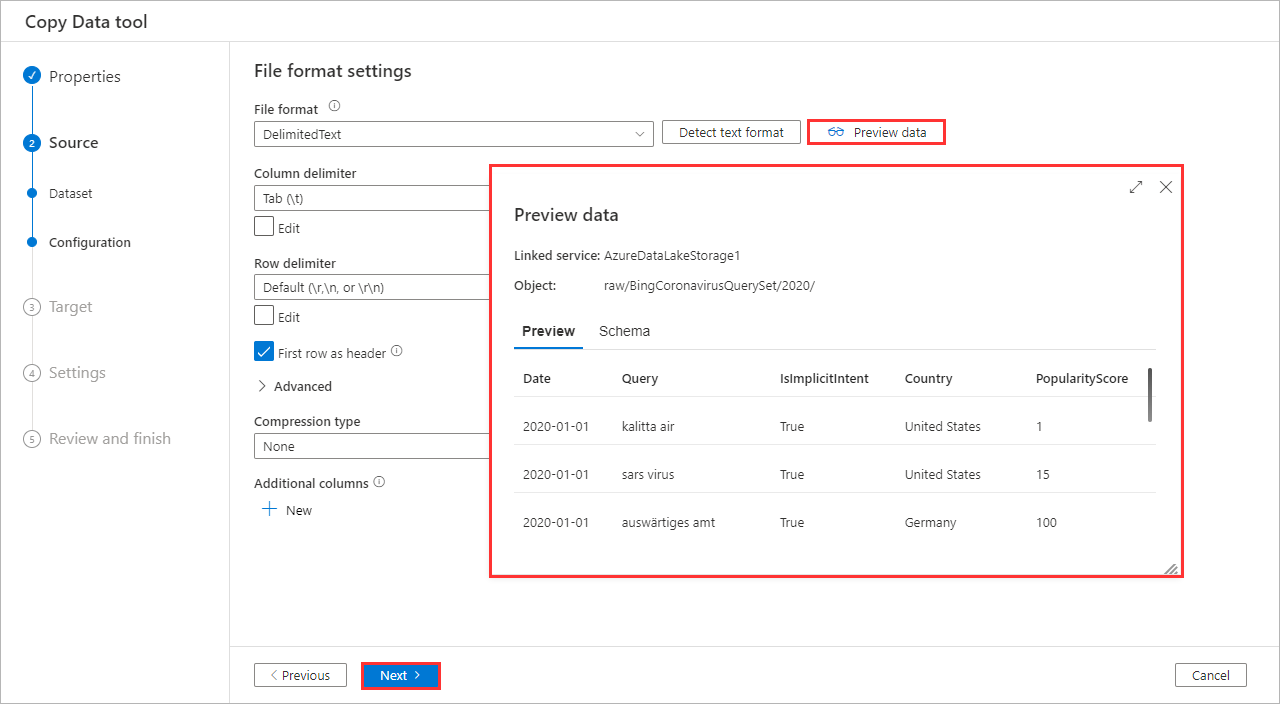 Copy Data tool
Properties
2 Source
Dataset
Configuration
3 Target
4 Settings
5 Review and finish
File format settings
File format
DelimitedText
Detect text format
Preview data
Column delimiter
Tab (\t)
Edit
Row delimiter
Default (\r,\n, or \r\n)
Edit
First row as header
Advanced
Compression type
None
Additional columns
New
Preview data
Linked service: AzureDataLakeStorage1
Object: raw/BingCoronavirusQuerySet/2020/
Preview Schema
Date Query IsImplicitIntent Country PopularityScore
2020-01-01 kalitta air True United States 1
2020-01-01 sars virus True United States 15
2020-01-01 auswärtiges amt True Germany 100
Previous
Next
Cancel